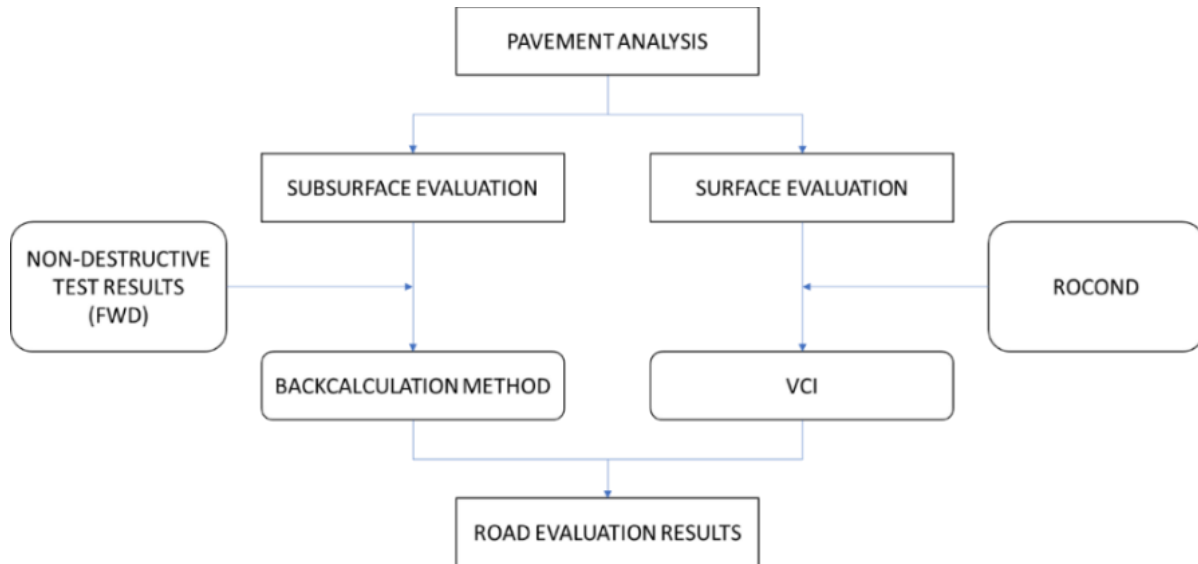 PAVEMENT ANALYSIS
SUBSURFACE EVALUATION
SURFACE EVALUATION
NON-DESTRUCTIVE
TEST RESULTS
(FWD)
ROCOND
BACKCALCULATION METHOD
VCI
ROAD EVALUATION RESULTS